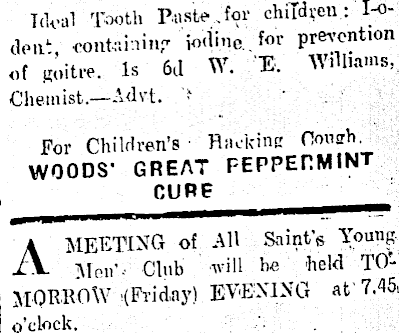 Ideal Tooth Paste for children: I-o-
dent, containing iodine, for prevention
of goitre. 1s 6d W. E. Williams,
Chemist.—Advt.
For Children's Hacking Cough.
WOODS' GREAT PEPPERMINT
CURE
A MEETING of All Saint's Young
Men's Club will be held TO-
MORROW (Friday) EVENING at 7.45
o'clock.